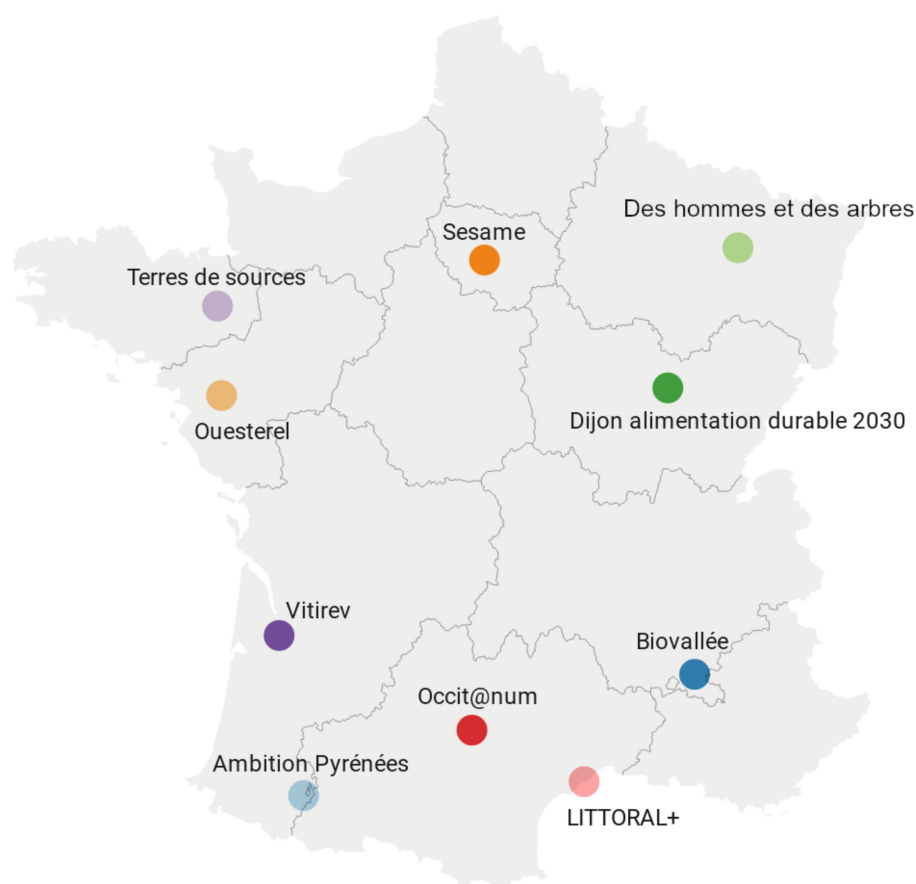 Des hommes et des arbres
Sesame
Terres de sources
Dijon alimentation durable 2030
Ouesterel
Vitirev
Biovallée
Occit@num
Ambition Pyrénées
LITTORAL+